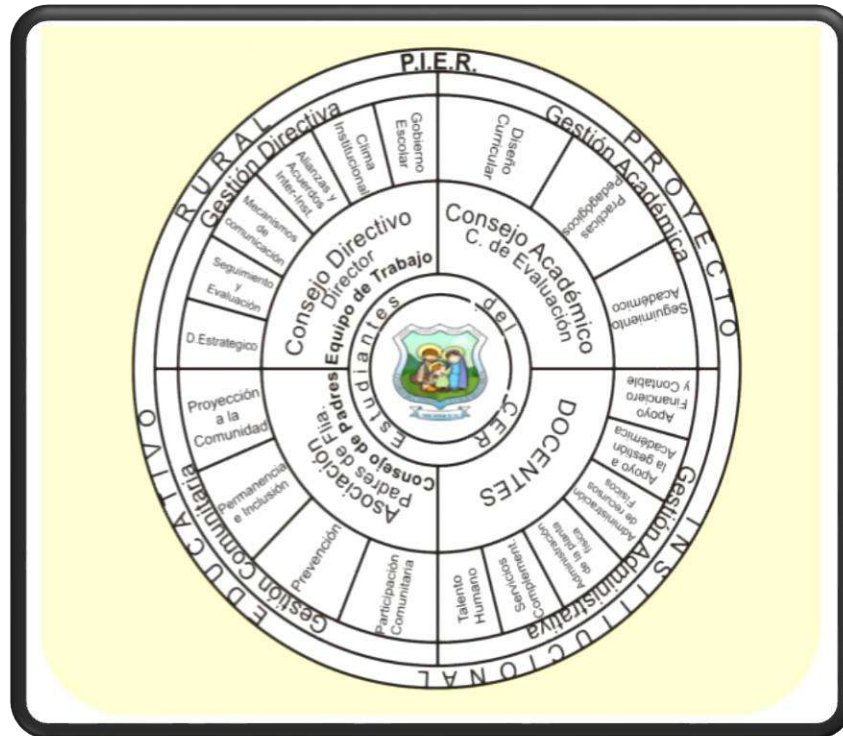 P.I.E.R.
PROYECTO
INSTITUCIONAL
EDUCATIVO
RURAL
Gestión Directiva
Gobierno
Escolar
Clima
Institucional
Alianzas y
Acuerdos
Inter-Inst.
Mecanismos
de
comunicación
Seguimiento
y
Evaluación
D.Estrategico
Gestión Académica
Diseño
Curricular
Practicas
Pedagógicos
Seguimiento
Académico
Gestión Administrativa
Apoyo
Financiero
y Contable
Apoyo a
la gestión
Académica
Administración
de recursos
Físicos
Administración
de la planta
física
Servicios
Complement.
Talento
Humano
Gestión Comunitaria
Participación
Comunitaria
Prevención
Permanencia
e Inclusión
Proyección
a la
Comunidad
Consejo Directivo
Director
Equipo de Trabajo
Consejo Académico
C. de Evaluación
DOCENTES
Asociación
Padres de Flia.
Consejo de Padres
Estudiantes del CER